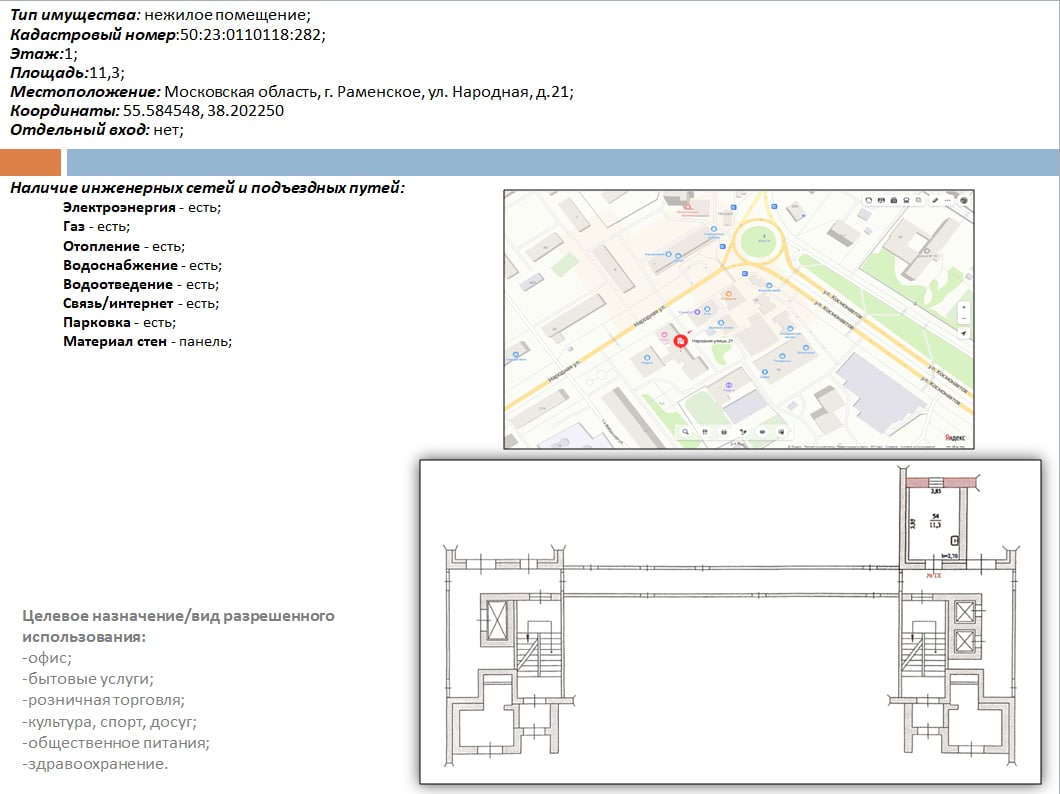 Тип имущества: нежилое помещение;
Кадастровый номер:50:23:0110118:282;
Этаж:1;
Площадь:11,3;
Местоположение: Московская область, г. Раменское, ул. Народная, д.21;
Координаты: 55.584548, 38.202250
Отдельный вход: нет;
Наличие инженерных сетей и подъездных путей:
Электроэнергия - есть;
Газ - есть;
Отопление - есть;
Водоснабжение - есть;
Водоотведение - есть;
Связь/интернет - есть;
Парковка - есть;
Материал стен - панель;
ул. Космонавтов
ул. Космонавтов
Народная ул.
Народная улица, 21
Народная ул.
ул. Космонавтов
ул. Космонавтов
Яндекс
2,85
54
11,3
3,95
h=2,70
Целевое назначение/вид разрешенного
использования:
-офис;
-бытовые услуги;
-розничная торговля;
-культура, спорт, досуг;
-общественное питания;
-здравоохранение.